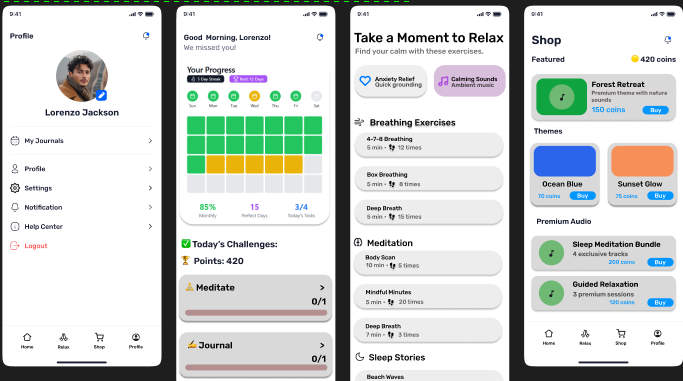 9:41
Profile
Lorenzo Jackson
My Journals
Profile
Settings
Notification
Help Center
Logout
Home Relax Shop Profile
9:41
Good Morning, Lorenzo!
We missed you!
Your Progress
5 Day Streak Best: 12 Days
Sun Mon Tue Wed Thu Fri Sat
85% 15 3/4
Monthly Perfect Days Today's Tasks
Today's Challenges:
Points: 420
Meditate >
0/1
Journal >
0/1
9:41
Take a Moment to Relax
Find your calm with these exercises.
Anxiety Relief
Quick grounding
Calming Sounds
Ambient music
Breathing Exercises
4-7-8 Breathing
5 min • 12 times
Box Breathing
5 min • 8 times
Deep Breath
5 min • 15 times
Meditation
Body Scan
10 min • 5 times
Mindful Minutes
5 min • 20 times
Deep Breath
7 min • 3 times
Sleep Stories
Beach Waves
9:41
Shop
Featured 420 coins
Forest Retreat
Premium theme with nature
sounds
150 coins Buy
Themes
Ocean Blue
Buy
Sunset Glow
75 coins Buy
Premium Audio
Sleep Meditation Bundle
4 exclusive tracks
200 coins Buy
Guided Relaxation
3 premium sessions
120 coins Buy
Home Relax Shop Profile